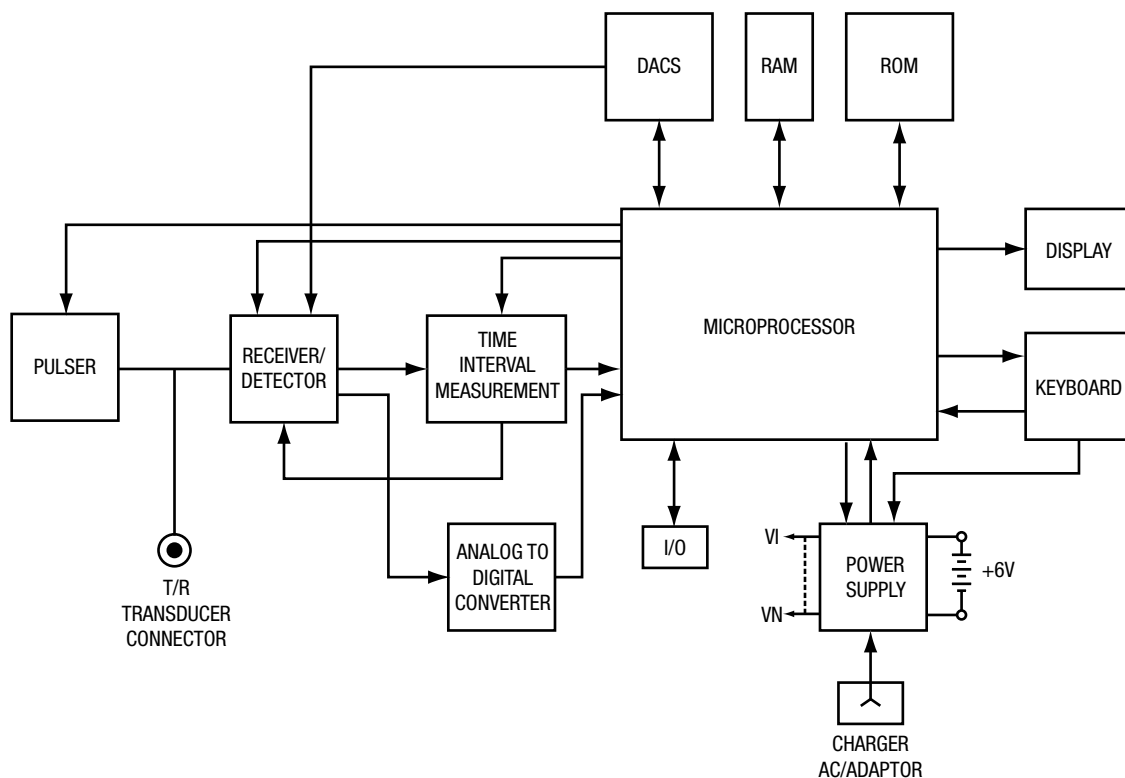 DACS
RAM
ROM
DISPLAY
MICROPROCESSOR
PULSER
RECEIVER/
DETECTOR
TIME
INTERVAL
MEASUREMENT
KEYBOARD
T/R
TRANSDUCER
CONNECTOR
ANALOG TO
DIGITAL
CONVERTER
I/O
VI
VN
POWER
SUPPLY
+6V
CHARGER
AC/ADAPTOR